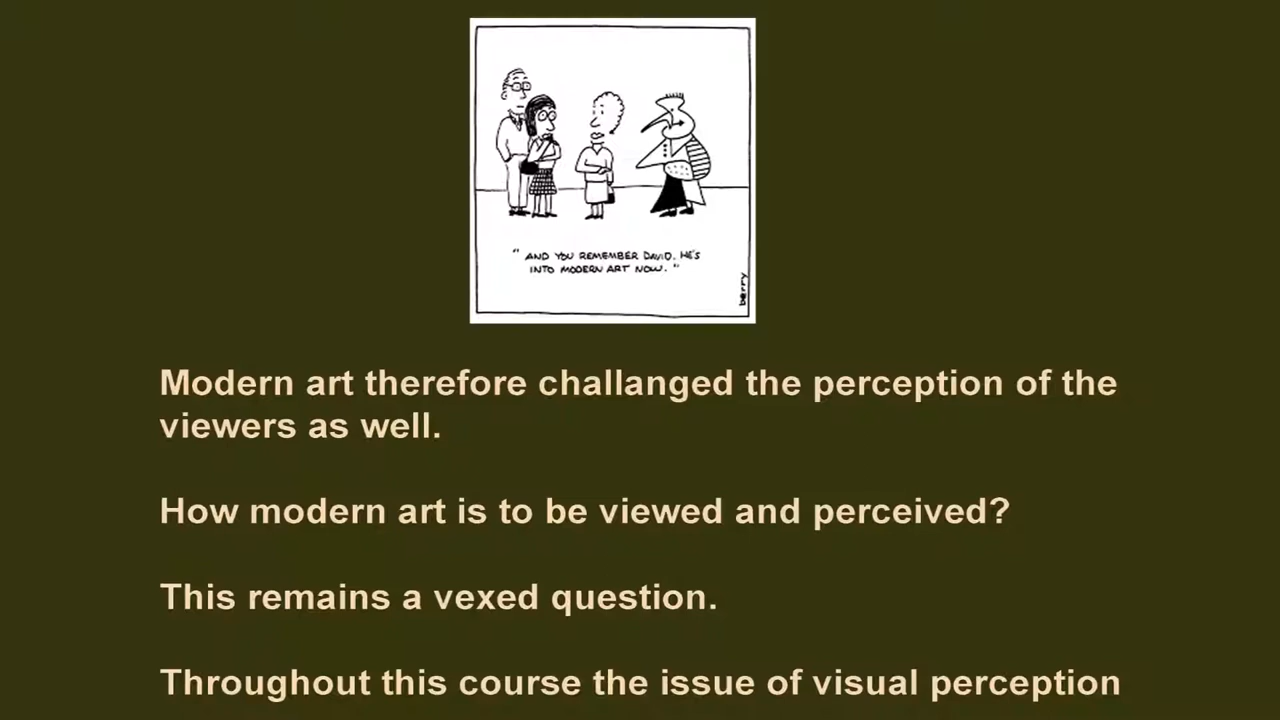 " AND YOU REMEMBER DAVID. HE'S
INTO MODERN ART NOW. "
berry
Modern art therefore challanged the perception of the
viewers as well.
How modern art is to be viewed and perceived?
This remains a vexed question.
Throughout this course the issue of visual perception